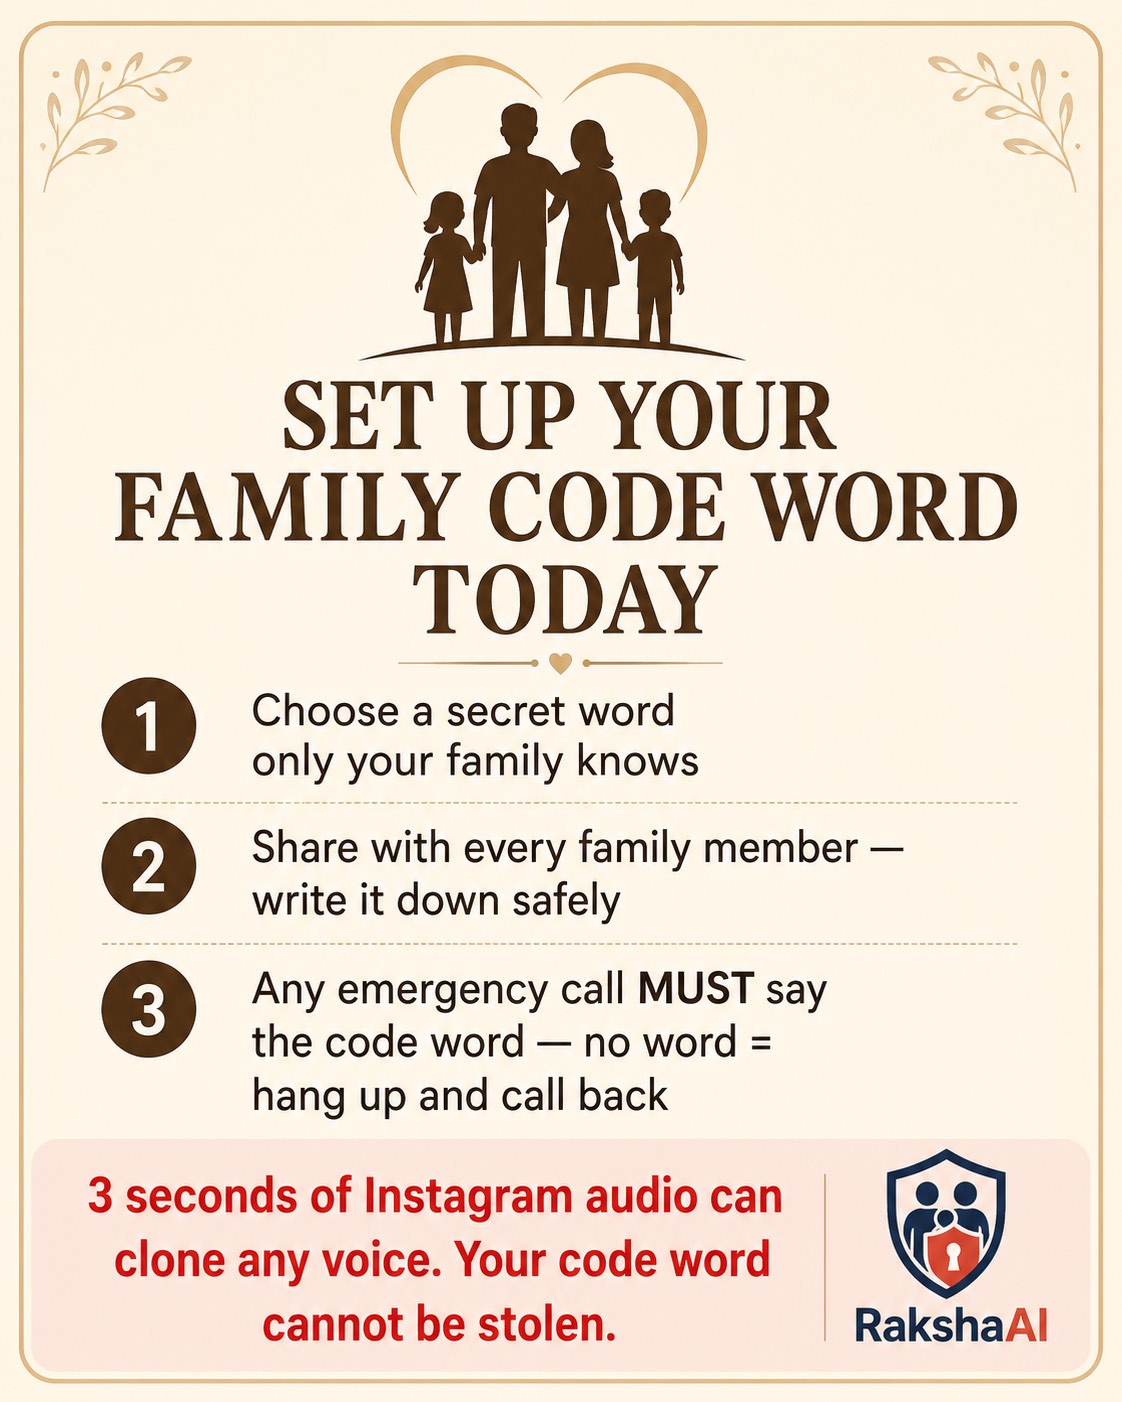 SET UP YOUR
FAMILY CODE WORD
TODAY
1
Choose a secret word
only your family knows
2
Share with every family member —
write it down safely
3
Any emergency call MUST say
the code word — no word =
hang up and call back
3 seconds of Instagram audio can
clone any voice. Your code word
cannot be stolen.
RakshaAI